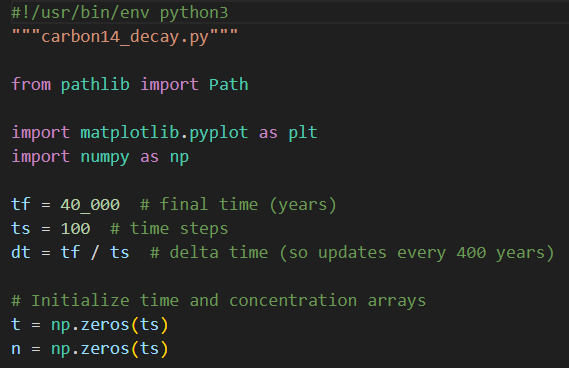 #!/usr/bin/env python3
"""carbon14_decay.py"""
from pathlib import Path
import matplotlib.pyplot as plt
import numpy as np
tf = 40_000  # final time (years)
ts = 100  # time steps
dt = tf / ts  # delta time (so updates every 400 years)
# Initialize time and concentration arrays
t = np.zeros(ts)
n = np.zeros(ts)